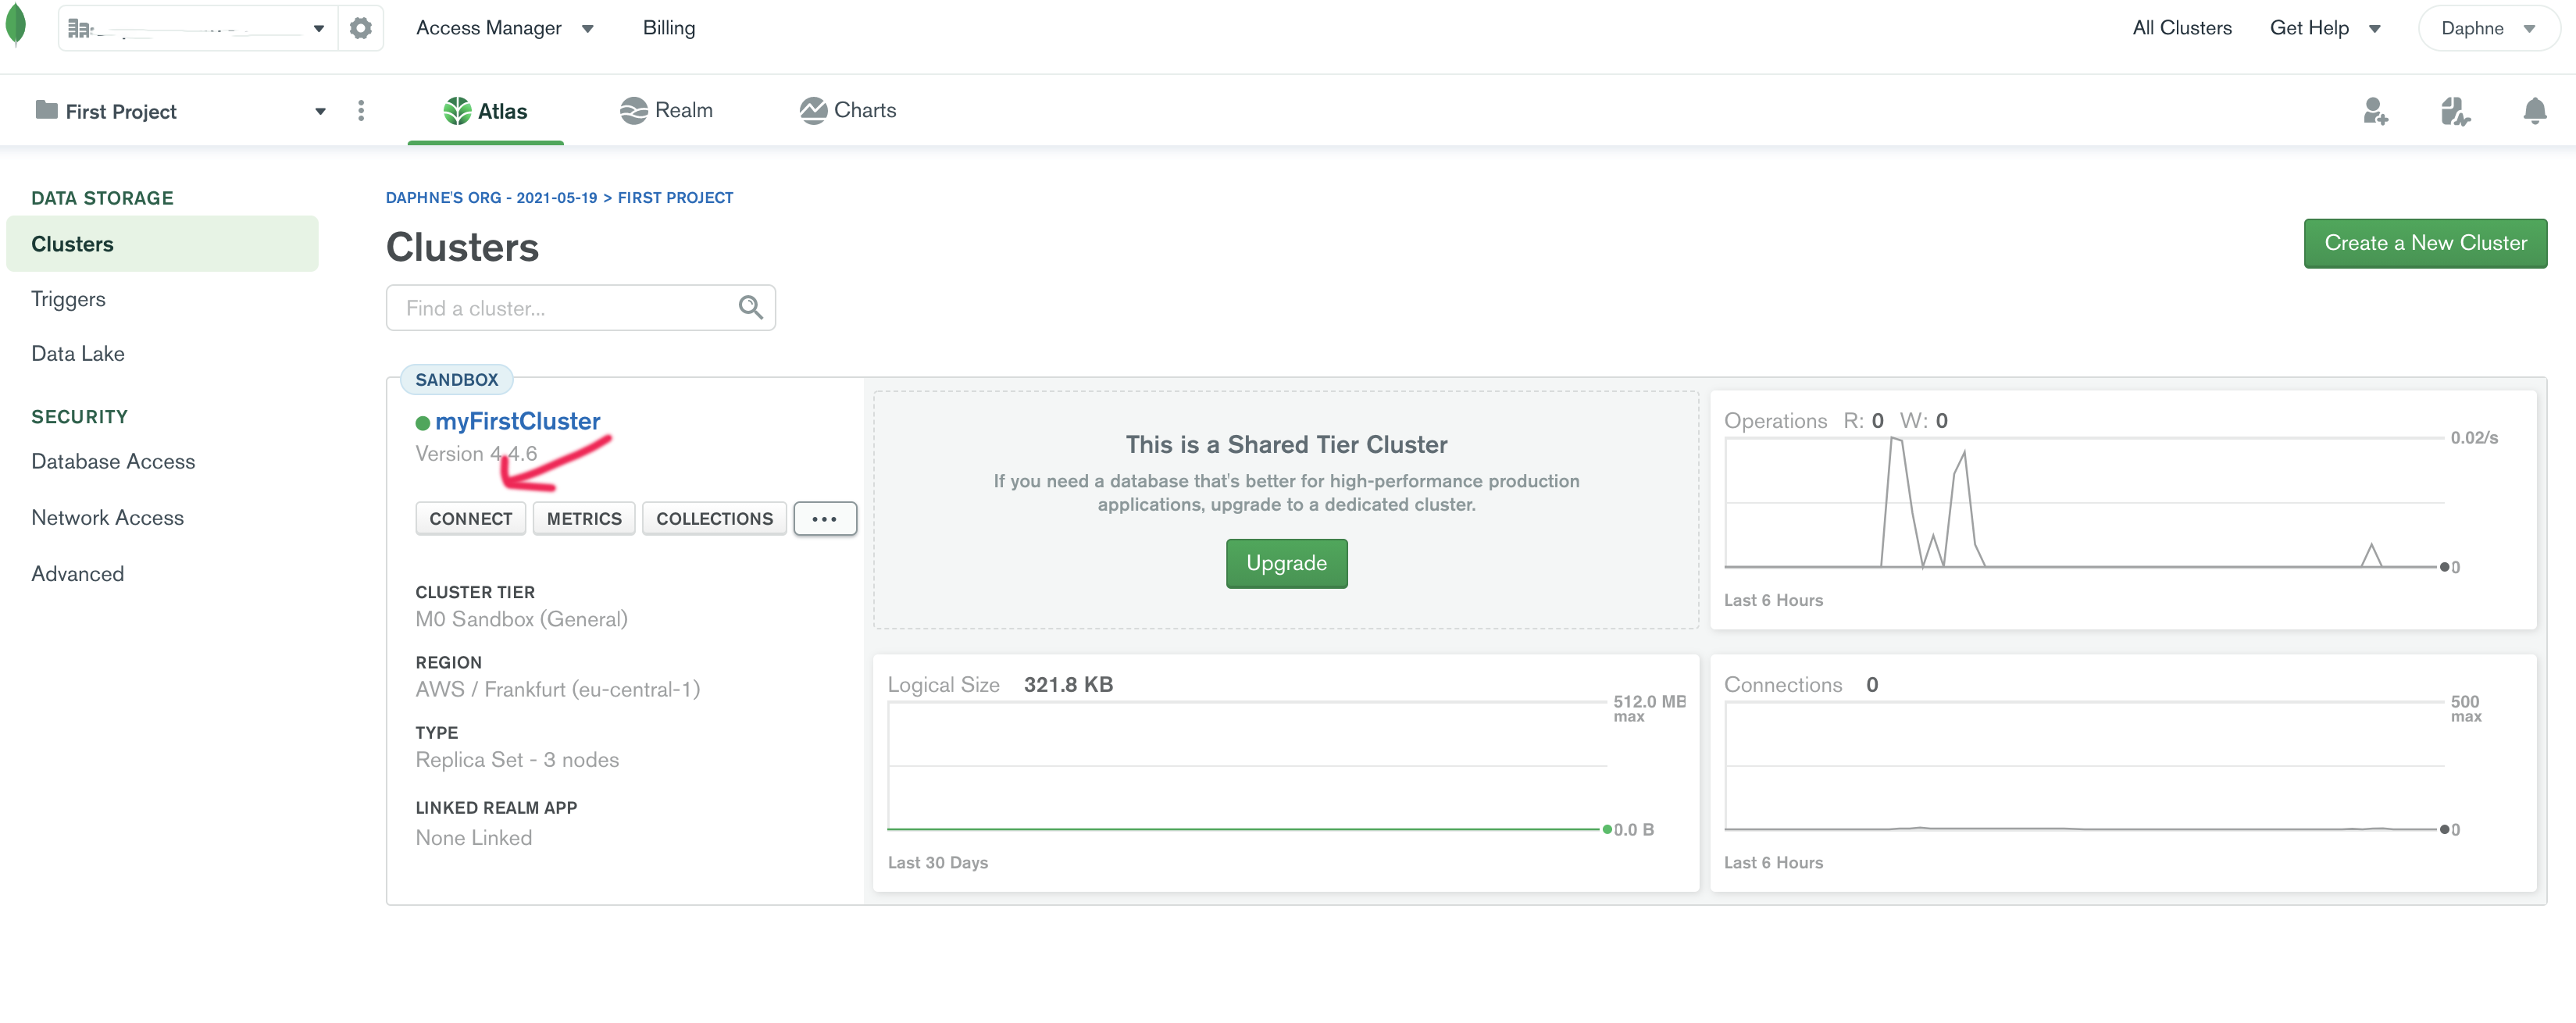 Access Manager
Billing
All Clusters
Get Help
Daphne
First Project
Atlas
Realm
Charts
DATA STORAGE
Clusters
Triggers
Data Lake
SECURITY
Database Access
Network Access
Advanced
DAPHNE'S ORG - 2021-05-19 > FIRST PROJECT
Clusters
Create a New Cluster
Find a cluster...
SANDBOX
myFirstCluster
Version 4.4.6
CONNECT METRICS COLLECTIONS ...
CLUSTER TIER
M0 Sandbox (General)
REGION
AWS / Frankfurt (eu-central-1)
TYPE
Replica Set - 3 nodes
LINKED REALM APP
None Linked
This is a Shared Tier Cluster
If you need a database that's better for high-performance production
applications, upgrade to a dedicated cluster.
Upgrade
Operations R: 0 W: 0
0.02/s
0
Last 6 Hours
Logical Size 321.8 KB
512.0 MB
max
0.0 B
Last 30 Days
Connections 0
500
max
0
Last 6 Hours